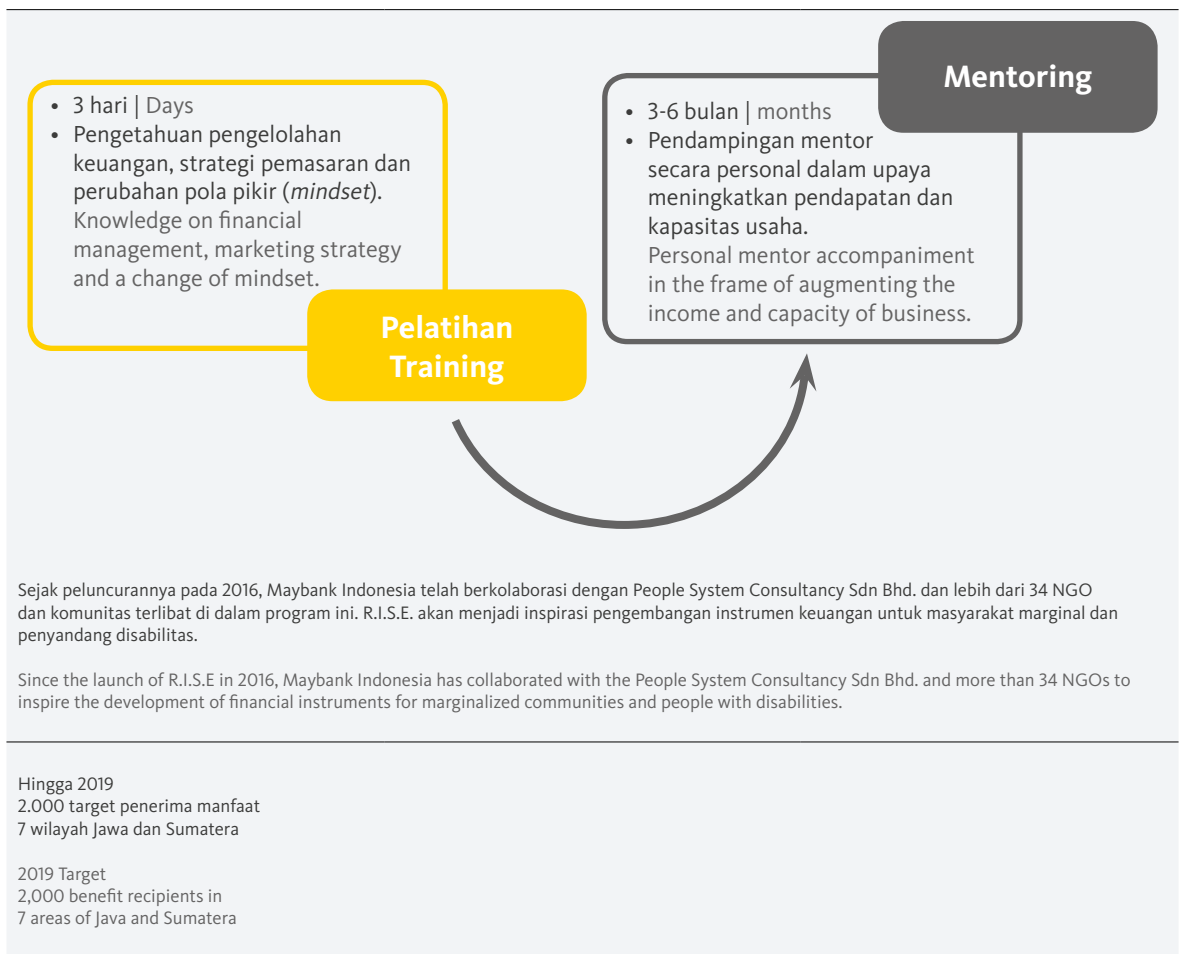 • 3 hari | Days
• Pengetahuan pengelolahan
keuangan, strategi pemasaran dan
perubahan pola pikir (mindset).
Knowledge on financial
management, marketing strategy
and a change of mindset.
Pelatihan
Training
Mentoring
• 3-6 bulan | months
• Pendampingan mentor
secara personal dalam upaya
meningkatkan pendapatan dan
kapasitas usaha.
Personal mentor accompaniment
in the frame of augmenting the
income and capacity of business.
Sejak peluncurannya pada 2016, Maybank Indonesia telah berkolaborasi dengan People System Consultancy Sdn Bhd. dan lebih dari 34 NGO
dan komunitas terlibat di dalam program ini. R.I.S.E. akan menjadi inspirasi pengembangan instrumen keuangan untuk masyarakat marginal dan
penyandang disabilitas.
Since the launch of R.I.S.E in 2016, Maybank Indonesia has collaborated with the People System Consultancy Sdn Bhd. and more than 34 NGOs to
inspire the development of financial instruments for marginalized communities and people with disabilities.
Hingga 2019
2.000 target penerima manfaat
7 wilayah Jawa dan Sumatera
2019 Target
2,000 benefit recipients in
7 areas of Java and Sumatera